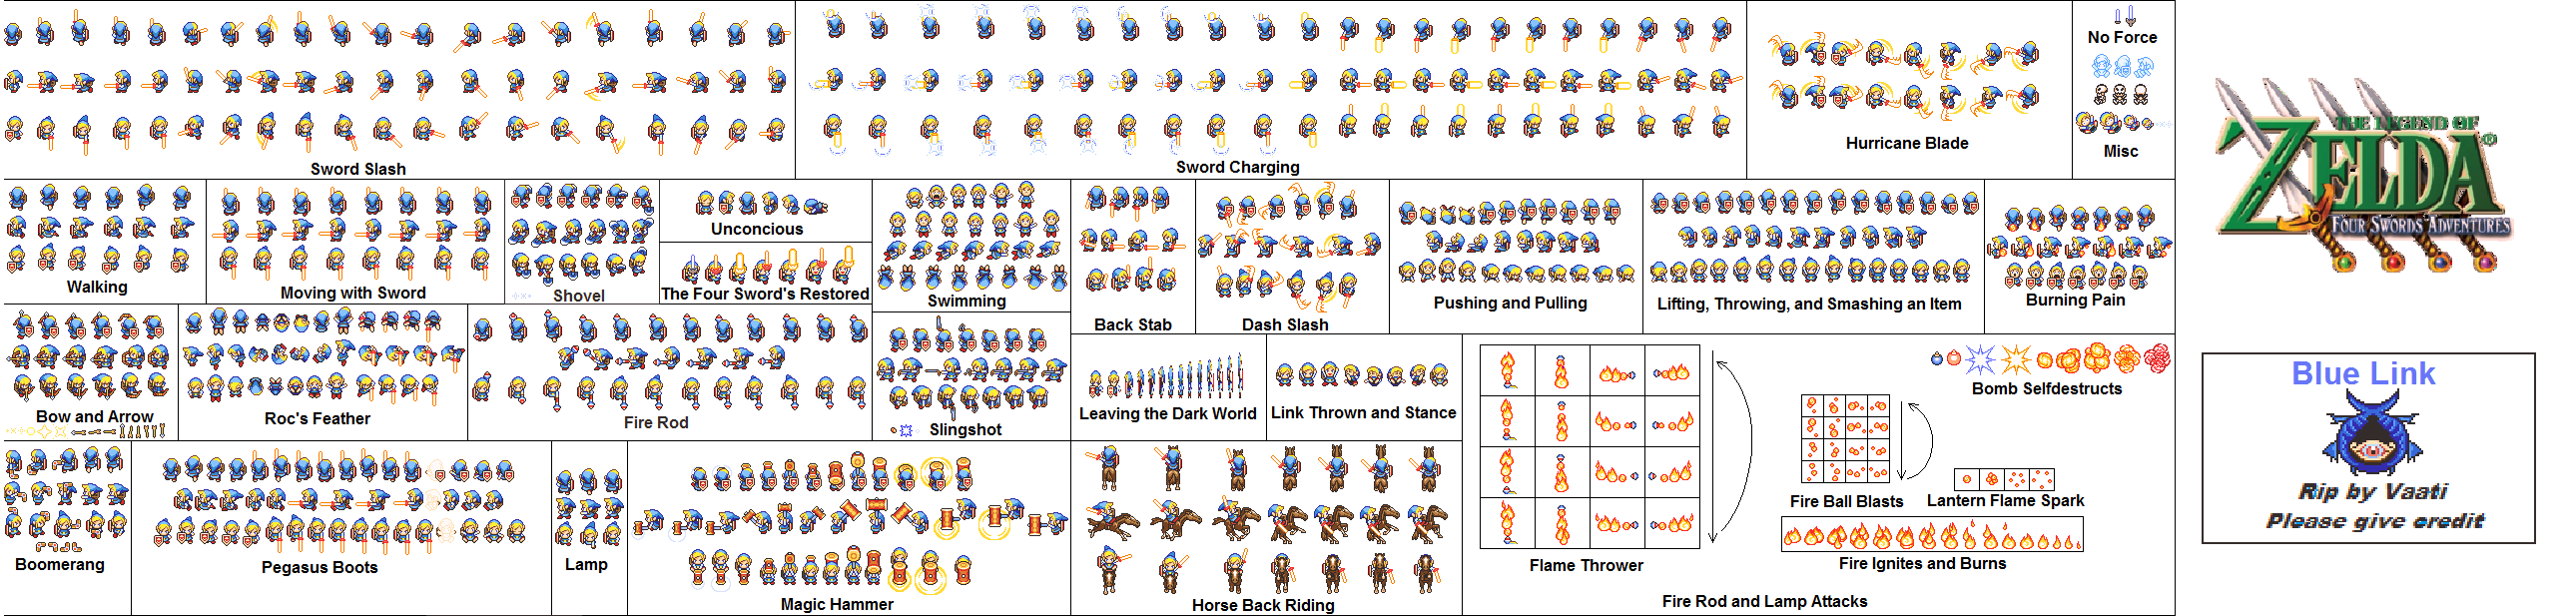 Sword Slash
Sword Charging
Hurricane Blade
No Force
Misc
THE LEGEND OF
ZELDA®
FOUR SWORDS ADVENTURES
Walking
Moving with Sword
Shovel
Unconcious
The Four Sword's Restored
Swimming
Back Stab
Dash Slash
Pushing and Pulling
Lifting, Throwing, and Smashing an Item
Burning Pain
Bow and Arrow
Roc's Feather
Fire Rod
Slingshot
Leaving the Dark World
Link Thrown and Stance
Bomb Selfdestructs
Fire Ball Blasts
Lantern Flame Spark
Flame Thrower
Fire Ignites and Burns
Fire Rod and Lamp Attacks
Boomerang
Pegasus Boots
Lamp
Magic Hammer
Horse Back Riding
Blue Link
Rip by Vaati
Please give credit